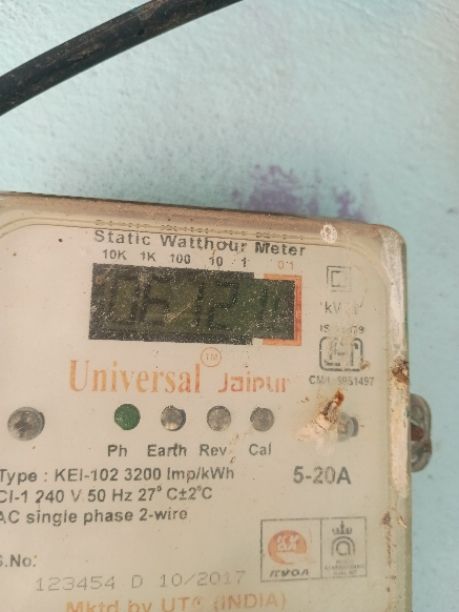 Static Watthour Meter
10K 1K 100 10 1 0.1
TM
Universal Jaipur
Ph Earth Rev Cal
Type : KEI-102 3200 Imp/kWh 5-20A
Cl-1 240 V 50 Hz 27° C±2°C
AC single phase 2-wire
S.No:
123454 D 10/2017
Mktd by (INDIA)